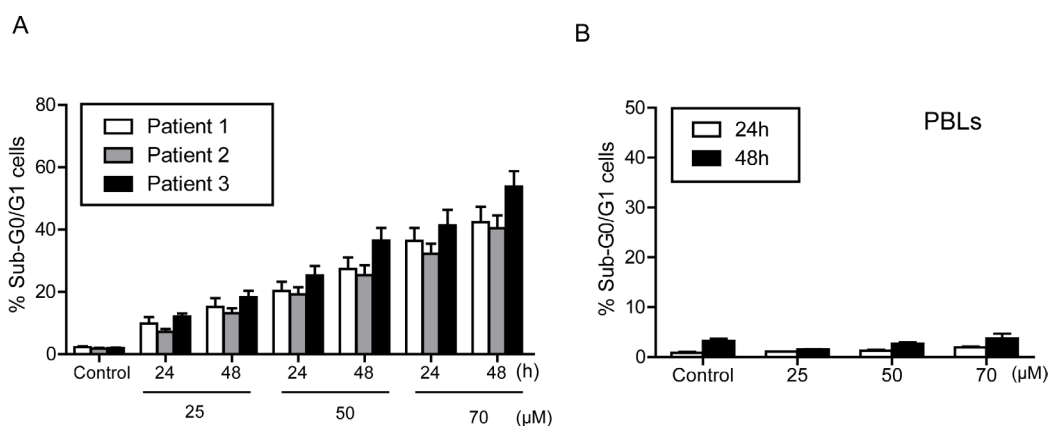 A
% Sub-G0/G1 cells
80
60
40
20
0
Patient 1
Patient 2
Patient 3
Control 24 48 24 48 24 48 (h)
25 50 70 (μM)
B
PBLs
% Sub-G0/G1 cells
50
40
30
20
10
0
24h
48h
Control 25 50 70 (μM)